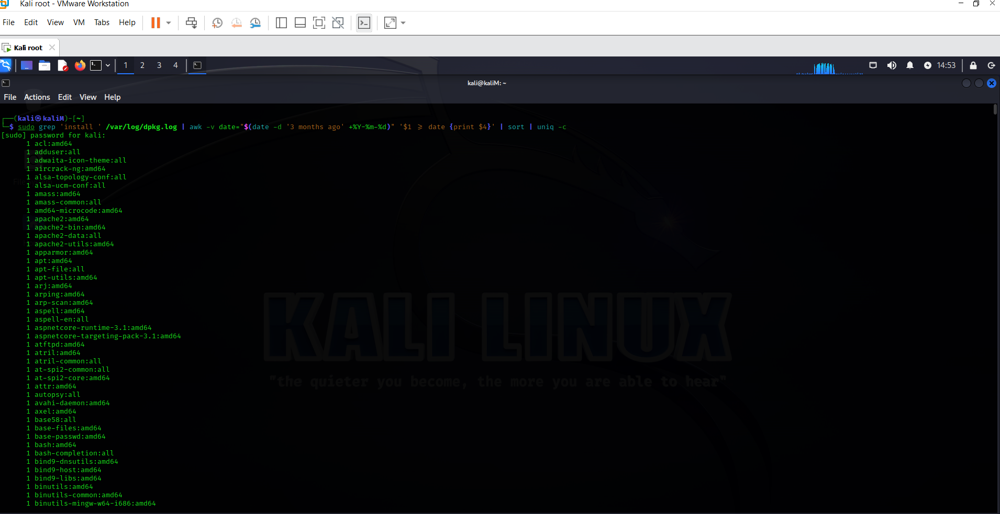 Kali root - VMware Workstation
File Edit View VM Tabs Help
Kali root
1 2 3 4 14:53
kali@kaliM: ~
File Actions Edit View Help
┌──(kali㉿kaliM)-[~]
└─$ sudo grep 'install ' /var/log/dpkg.log | awk -v date="$(date -d '3 months ago' +%Y-%m-%d)" '$1 >= date {print $4}' | sort | uniq -c
[sudo] password for kali:
1 acl:amd64
1 adduser:all
1 adwaita-icon-theme:all
1 aircrack-ng:amd64
1 alsa-topology-conf:all
1 alsa-ucm-conf:all
1 amass:amd64
1 amass-common:all
1 amd64-microcode:amd64
1 apache2:amd64
1 apache2-bin:amd64
1 apache2-data:all
1 apache2-utils:amd64
1 apparmor:amd64
1 apt:amd64
1 apt-file:all
1 apt-utils:amd64
1 arj:amd64
1 arping:amd64
1 arp-scan:amd64
1 aspell:amd64
1 aspell-en:all
1 aspnetcore-runtime-3.1:amd64
1 aspnetcore-targeting-pack-3.1:amd64
1 atftpd:amd64
1 atril:amd64
1 atril-common:all
1 at-spi2-common:all
1 at-spi2-core:amd64
1 attr:amd64
1 autopsy:all
1 avahi-daemon:amd64
1 axel:amd64
1 base58:all
1 base-files:amd64
1 base-passwd:amd64
1 bash:amd64
1 bash-completion:all
1 bind9-dnsutils:amd64
1 bind9-host:amd64
1 bind9-libs:amd64
1 binutils:amd64
1 binutils-common:amd64
1 binutils-mingw-w64-i686:amd64
KALI LINUX
"the quieter you become, the more you are able to hear"